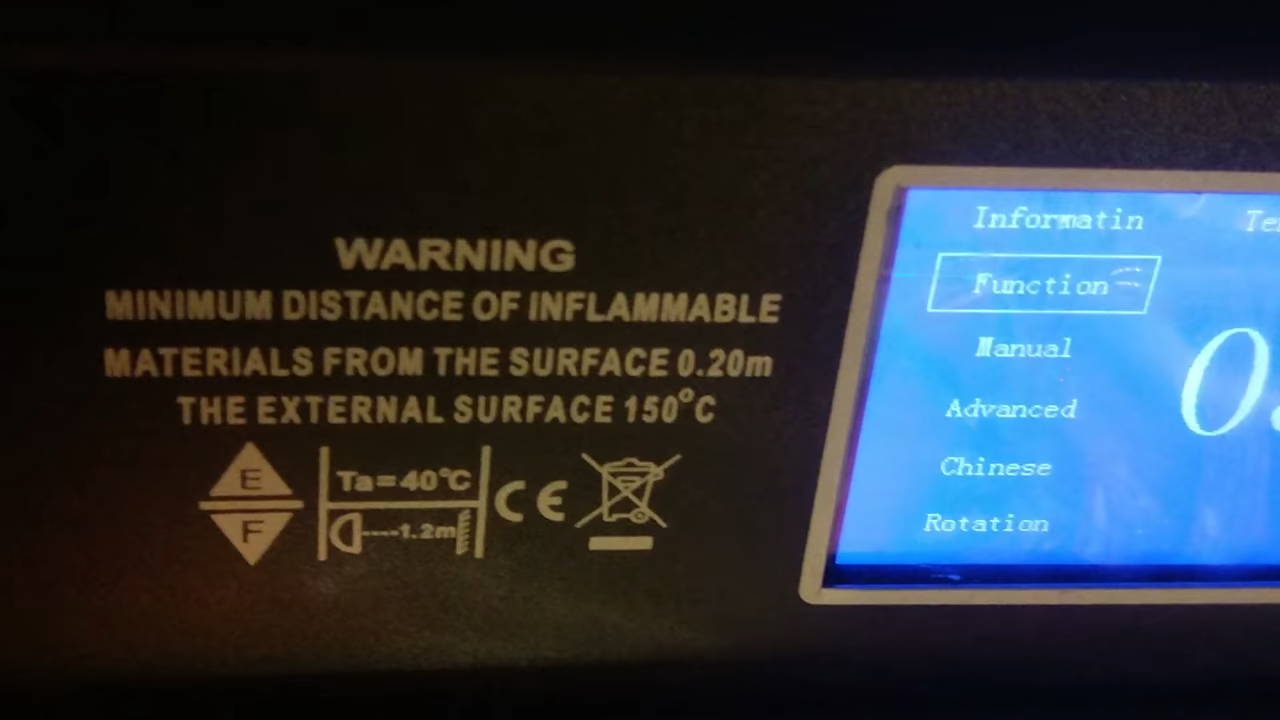 WARNING
MINIMUM DISTANCE OF INFLAMMABLE
MATERIALS FROM THE SURFACE 0.20m
THE EXTERNAL SURFACE 150°C
E
F
Ta=40°C
----1.2m
CE
Informatin
Function
Manual
Advanced
Chinese
Rotation